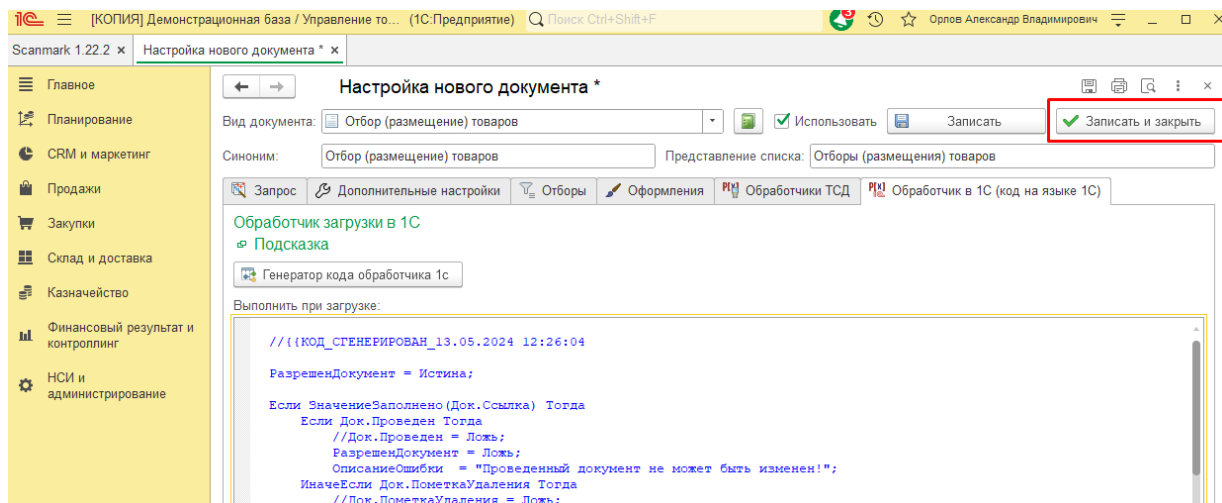 1С [КОПИЯ] Демонстрационная база / Управление то... (1С:Предприятие) Поиск Ctrl+Shift+F 3 Орлов Александр Владимирович
Scanmark 1.22.2 × Настройка нового документа * ×
Главное
Планирование
CRM и маркетинг
Продажи
Закупки
Склад и доставка
Казначейство
Финансовый результат и
контроллинг
НСИ и
администрирование
Настройка нового документа *
Вид документа: Отбор (размещение) товаров Использовать Записать Записать и закрыть
Синоним: Отбор (размещение) товаров Представление списка: Отборы (размещения) товаров
Запрос Дополнительные настройки Отборы Оформления Обработчики ТСД Обработчик в 1С (код на языке 1С)
Обработчик загрузки в 1С
Подсказка
Генератор кода обработчика 1с
Выполнить при загрузке:
//{{КОД_СГЕНЕРИРОВАН_13.05.2024 12:26:04
РазрешенДокумент = Истина;
Если ЗначениеЗаполнено(Док.Ссылка) Тогда
Если Док.Проведен Тогда
//Док.Проведен = Ложь;
РазрешенДокумент = Ложь;
ОписаниеОшибки = "Проведенный документ не может быть изменен!";
ИначеЕсли Док.ПометкаУдаления Тогда
//Док.ПометкаУдаления = Ложь;